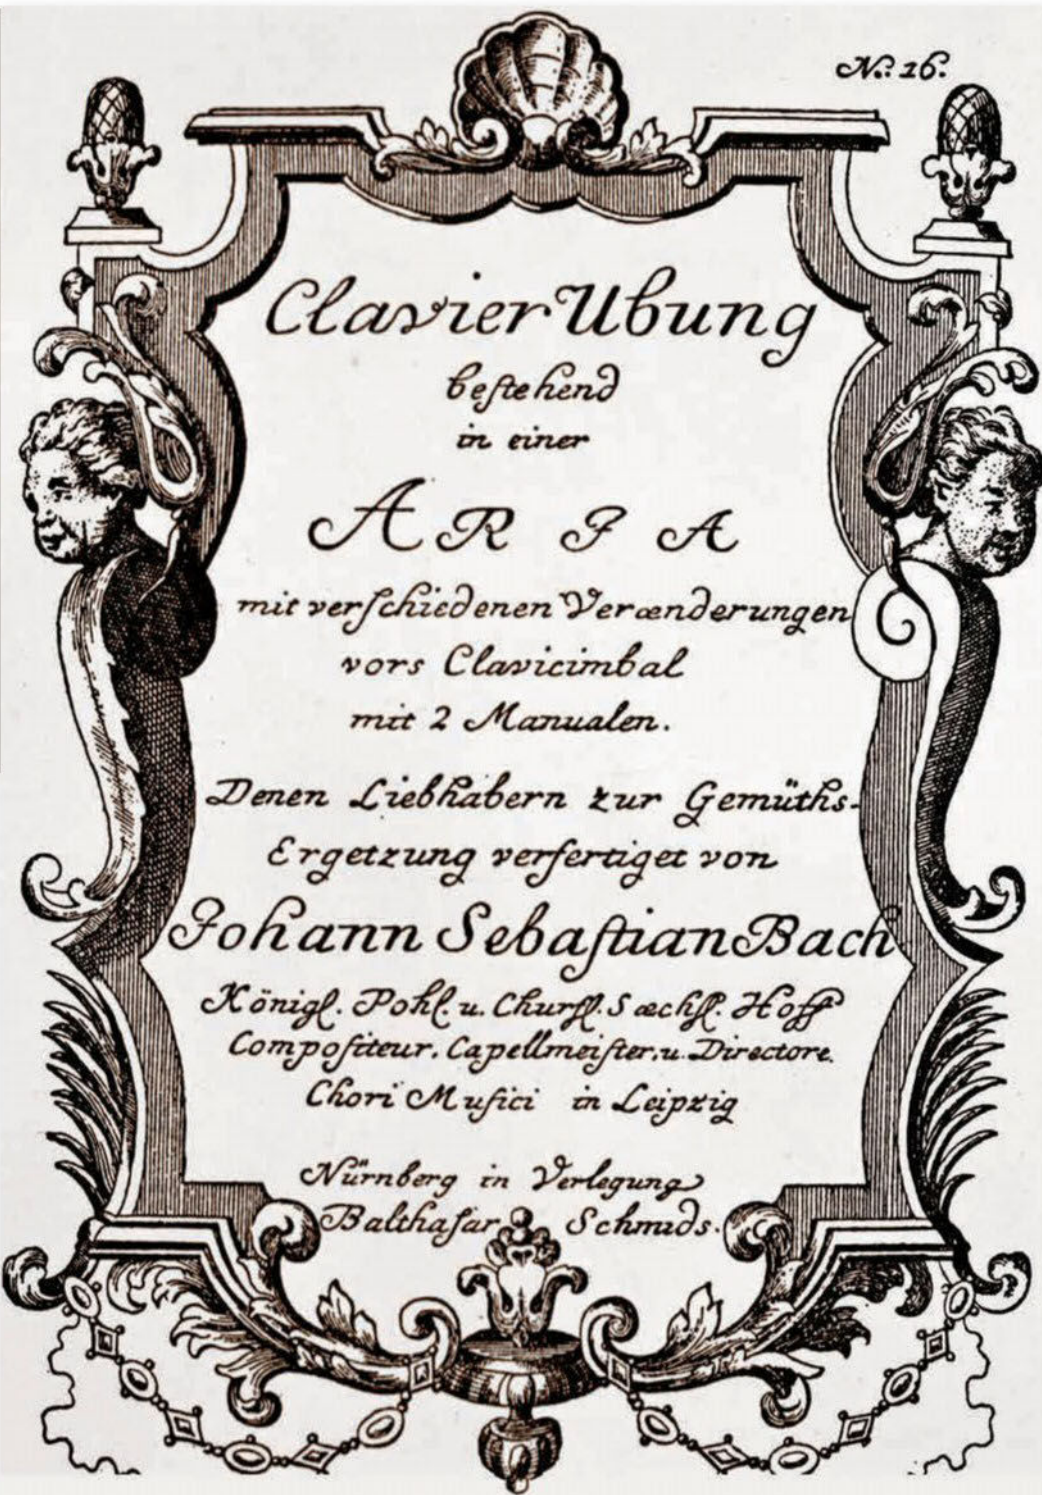 No: 16.
Clavier Ubung
bestehend
in einer
ARIA
mit verschiedenen Verænderungen
vors Clavicimbal
mit 2 Manualen.
Denen Liebhabern zur Gemüths-
Ergetzung verfertiget von
Johann Sebastian Bach
Königl. Pohl. u. Churfl. Sæchsl. Hoff
Compositeur, Capellmeister, u. Directore
Chori Musici in Leipzig
Nürnberg in Verlegung
Balthasar Schmids.